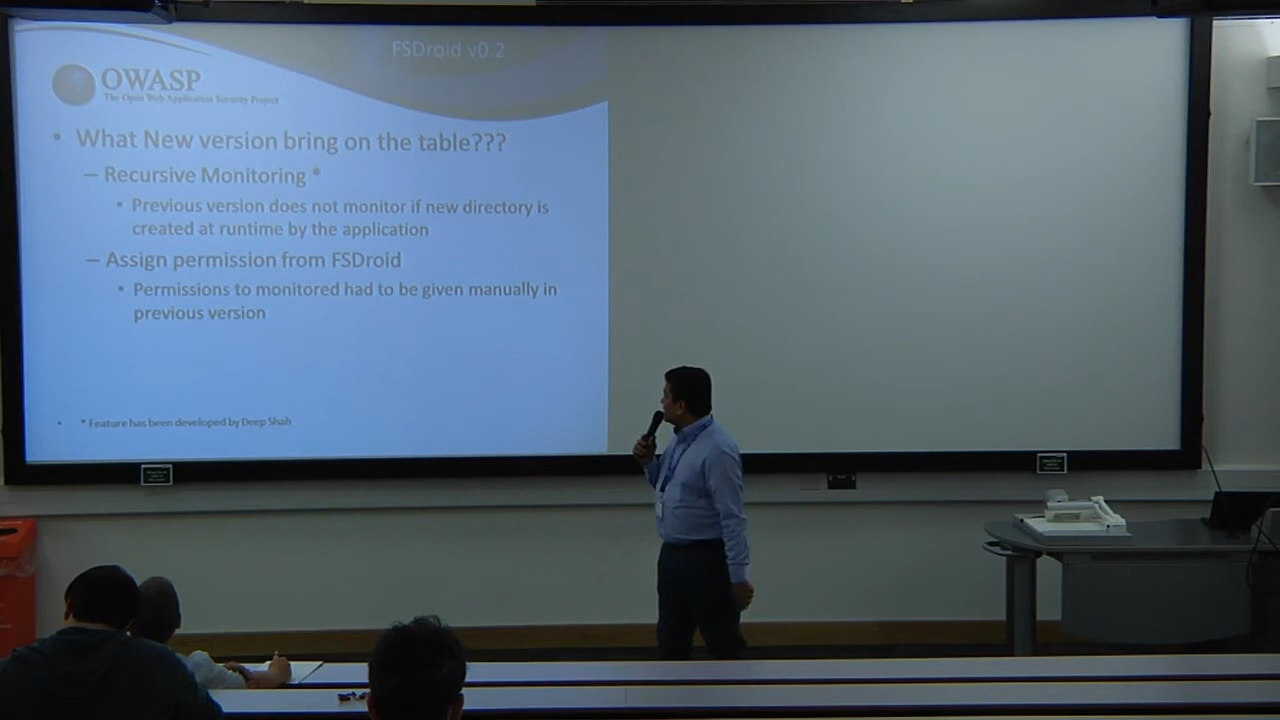 FSDroid v0.2
OWASP
The Open Web Application Security Project
• What New version bring on the table???
– Recursive Monitoring *
• Previous version does not monitor if new directory is
created at runtime by the application
– Assign permission from FSDroid
• Permissions to monitored had to be given manually in
previous version
• * Feature has been developed by Deep Shah